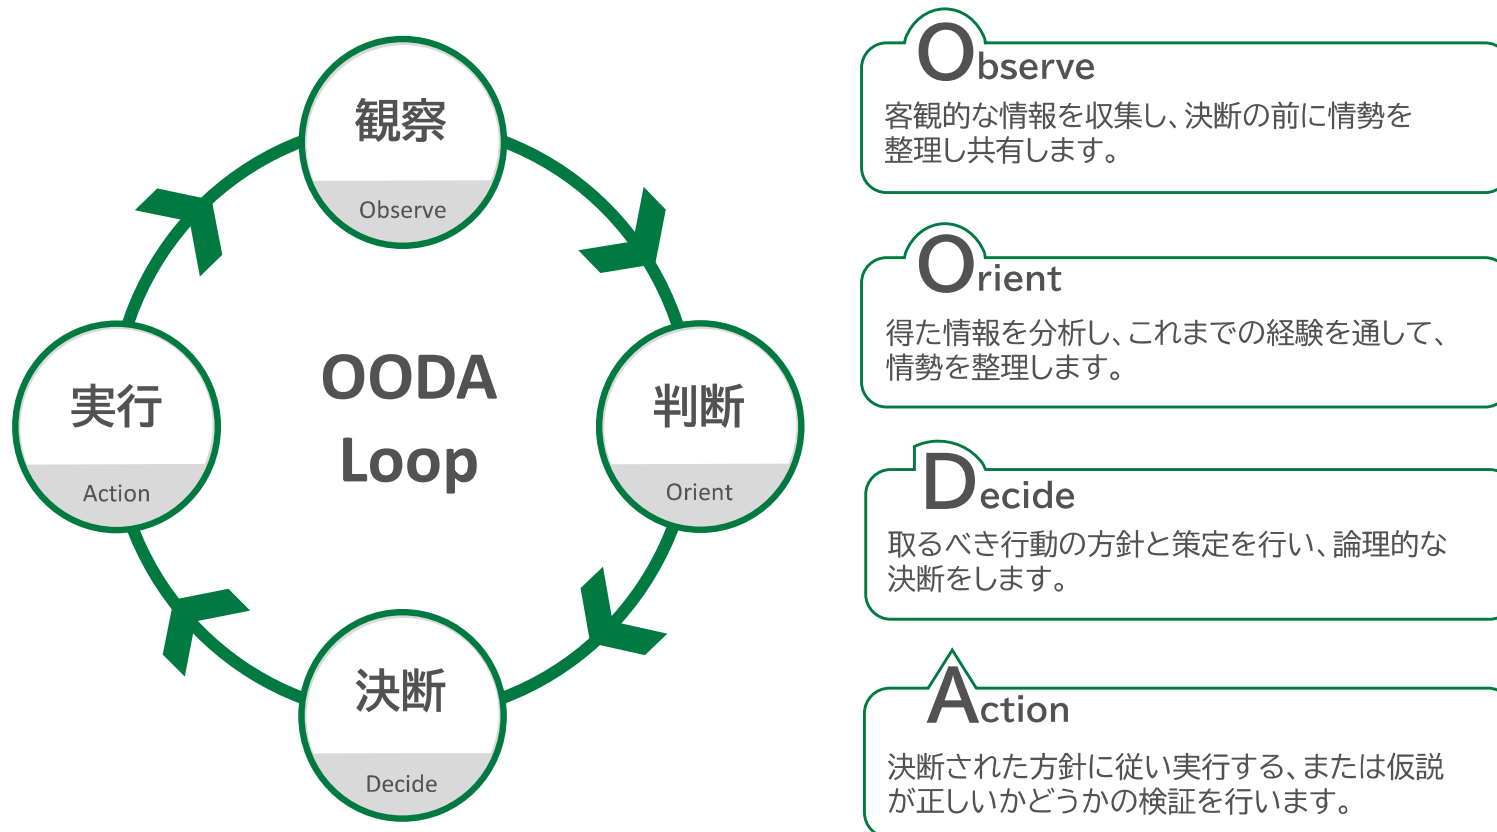 観察
Observe
実行
Action
OODA
Loop
判断
Orient
決断
Decide
Observe
客観的な情報を収集し、決断の前に情勢を
整理し共有します。
Orient
得た情報を分析し、これまでの経験を通して、
情勢を整理します。
Decide
取るべき行動の方針と策定を行い、論理的な
決断をします。
Action
決断された方針に従い実行する、または仮説
が正しいかどうかの検証を行います。